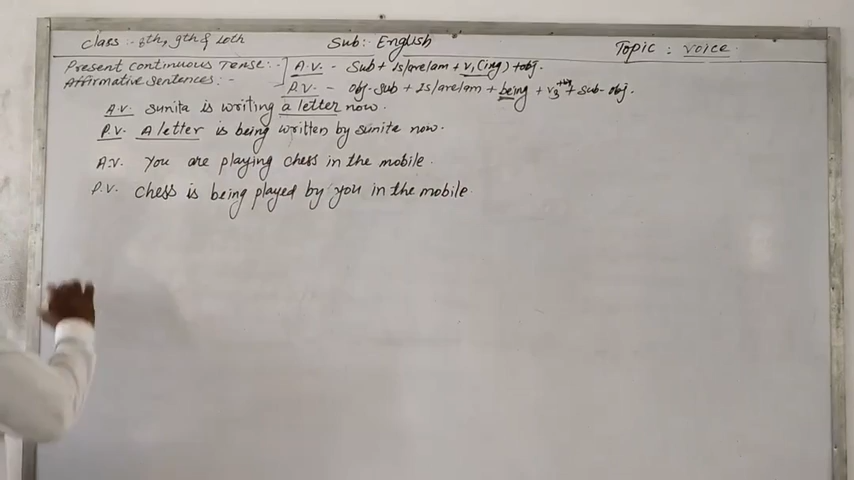 Class :- 8th, 9th & 10th Sub:- English Topic : Voice.
Present Continuous Tense :- A.V. - Sub + Is/are/am + V1 (ing) + obj.
Affirmative Sentences :- P.V. - obj-Sub + Is/are/am + being + V3 + by + Sub-obj.
A.V. Sunita is writing a letter now.
P.V. A letter is being written by sunita now.
A.V. You are playing chess in the mobile.
P.V. Chess is being played by you in the mobile.